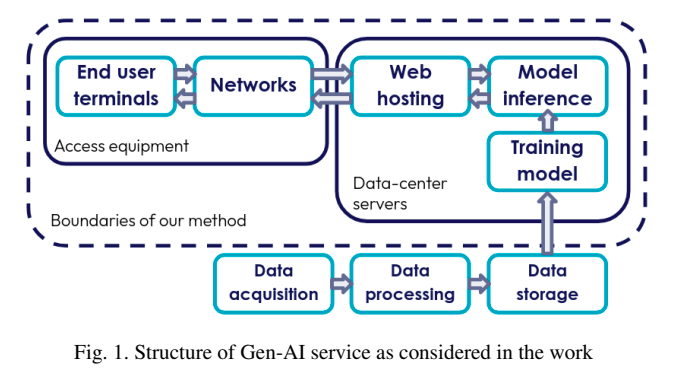 End user
terminals
Networks
Web
hosting
Model
inference
Access equipment
Training
model
Data-center
servers
Boundaries of our method
Data
acquisition
Data
processing
Data
storage
Fig. 1. Structure of Gen-AI service as considered in the work